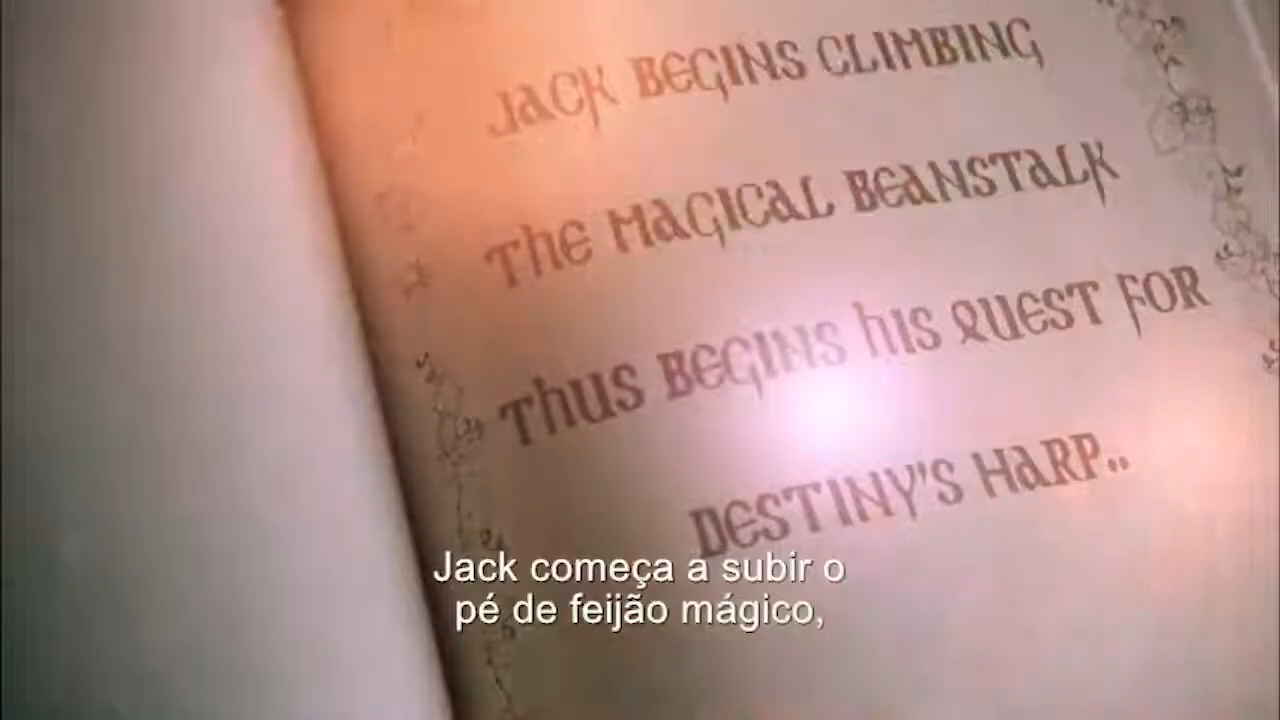 JACK BEGINS CLIMBING
THE MAGICAL BEANSTALK
THUS BEGINS HIS QUEST FOR
DESTINY'S HARP..
Jack começa a subir o
pé de feijão mágico,